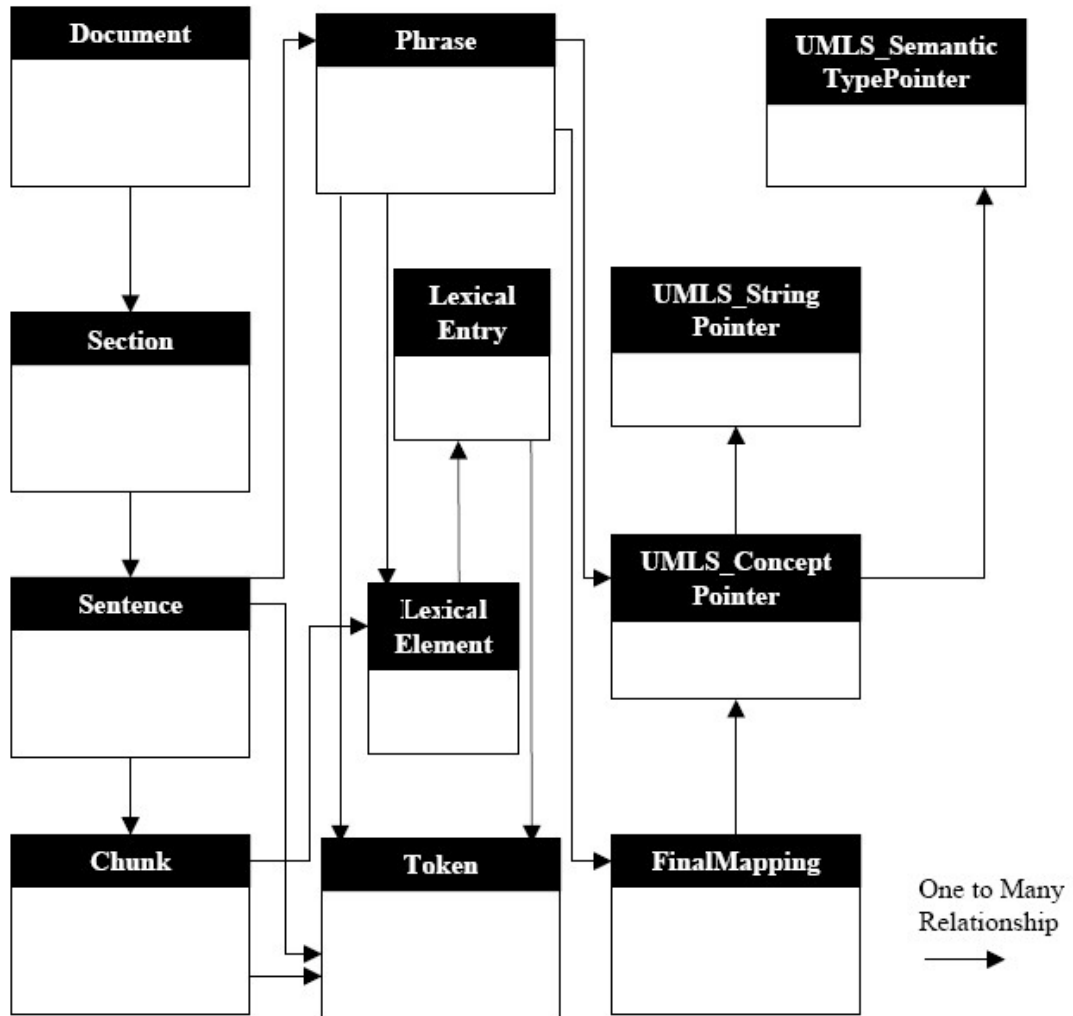 Document
Phrase
UMLS_Semantic
TypePointer
Lexical
Entry
UMLS_String
Pointer
Section
UMLS_Concept
Pointer
Sentence
Lexical
Element
Chunk
Token
FinalMapping
One to Many
Relationship